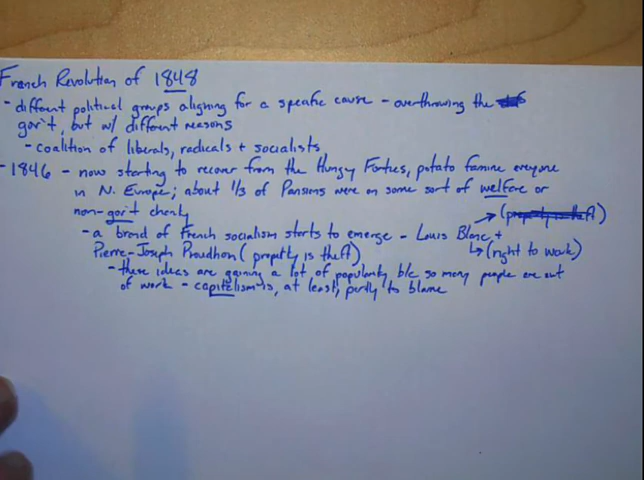 French Revolution of 1848
- different political groups aligning for a specific cause - overthrowing the
gov't, but w/ different reasons
- coalition of liberals, radicals + socialists
- 1846 - now starting to recover from the Hungry Forties, potato famine everyone
in N. Europe; about 1/3 of Parisians were on some sort of welfare or
non-gov't charity
- a brand of French socialism starts to emerge - Louis Blanc +
(right to work)
Pierre-Joseph Proudhon (property is theft)
- these ideas are gaining a lot of popularity b/c so many people are out
of work - capitalism is, at least, partly to blame